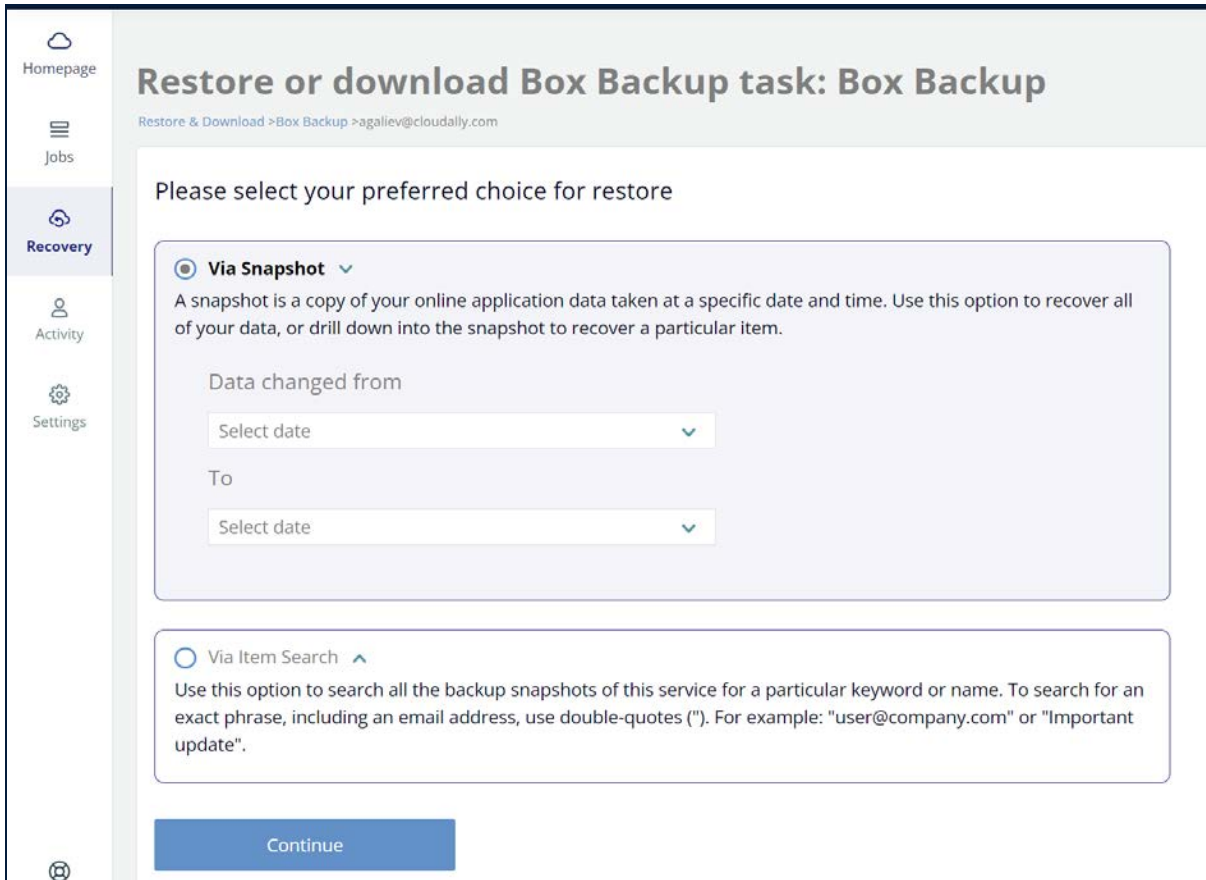 Homepage
Jobs
Recovery
Activity
Settings
Restore or download Box Backup task: Box Backup
Restore & Download >Box Backup >agaliev@cloudally.com
Please select your preferred choice for restore
Via Snapshot
A snapshot is a copy of your online application data taken at a specific date and time. Use this option to recover all
of your data, or drill down into the snapshot to recover a particular item.
Data changed from
Select date
To
Select date
Via Item Search
Use this option to search all the backup snapshots of this service for a particular keyword or name. To search for an
exact phrase, including an email address, use double-quotes ("). For example: "user@company.com" or "Important
update".
Continue